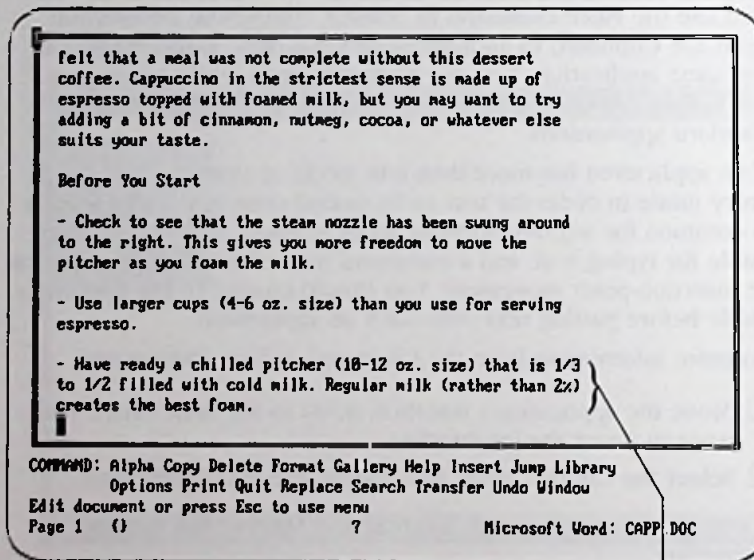 felt that a meal was not complete without this dessert
coffee. Cappuccino in the strictest sense is made up of
espresso topped with foamed milk, but you may want to try
adding a bit of cinnamon, nutmeg, cocoa, or whatever else
suits your taste.
Before You Start
- Check to see that the steam nozzle has been swung around
to the right. This gives you more freedom to move the
pitcher as you foam the milk.
- Use larger cups (4-6 oz. size) than you use for serving
espresso.
- Have ready a chilled pitcher (10-12 oz. size) that is 1/3
to 1/2 filled with cold milk. Regular milk (rather than 2%)
creates the best foam.
COMMAND: Alpha Copy Delete Format Gallery Help Insert Jump Library
Options Print Quit Replace Search Transfer Undo Window
Edit document or press Esc to use menu
Page 1 {} ? Microsoft Word: CAPP.DOC